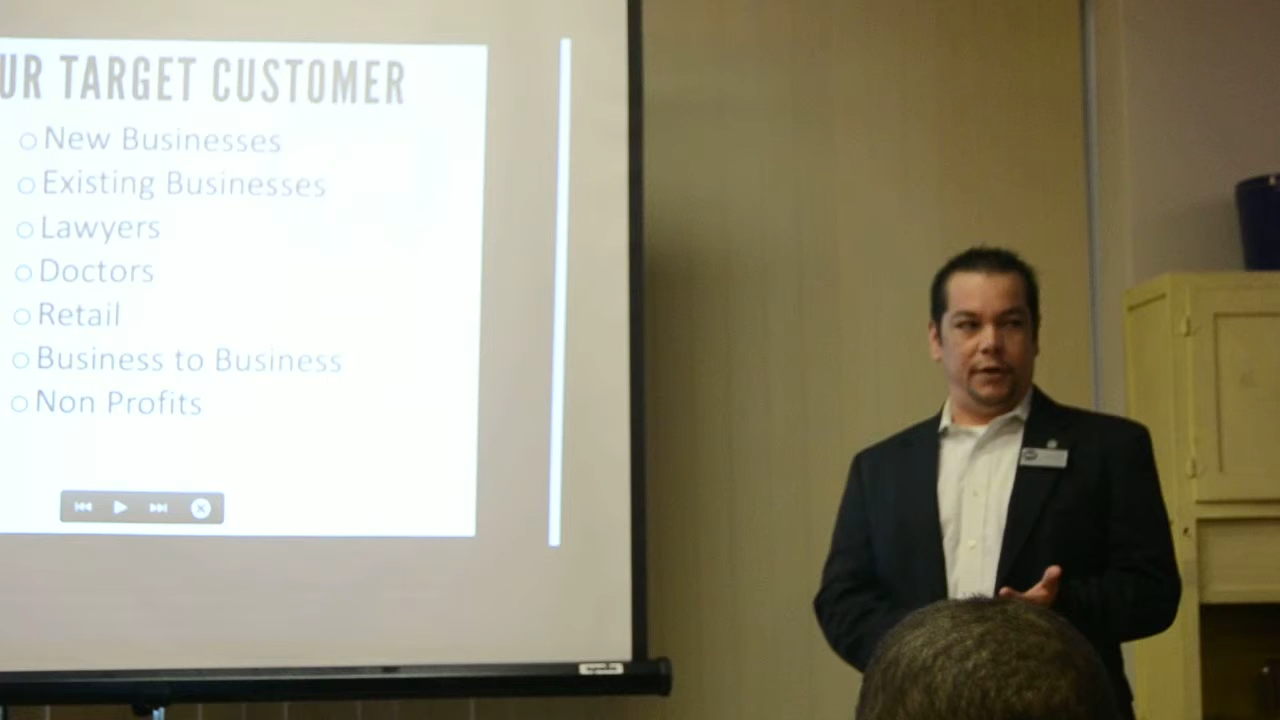 UR TARGET CUSTOMER
New Businesses
Existing Businesses
Lawyers
Doctors
Retail
Business to Business
Non Profits